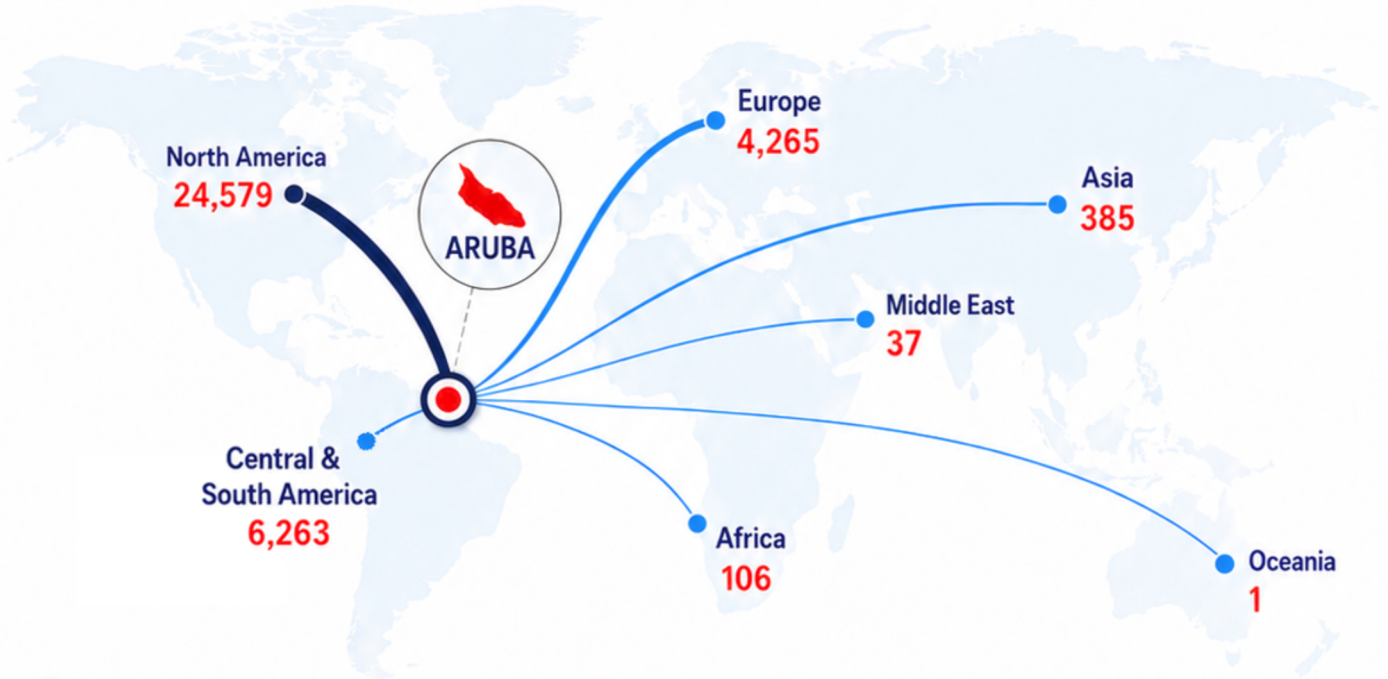 North America
24,579
ARUBA
Europe
4,265
Asia
385
Middle East
37
Central &
South America
6,263
Africa
106
Oceania
1